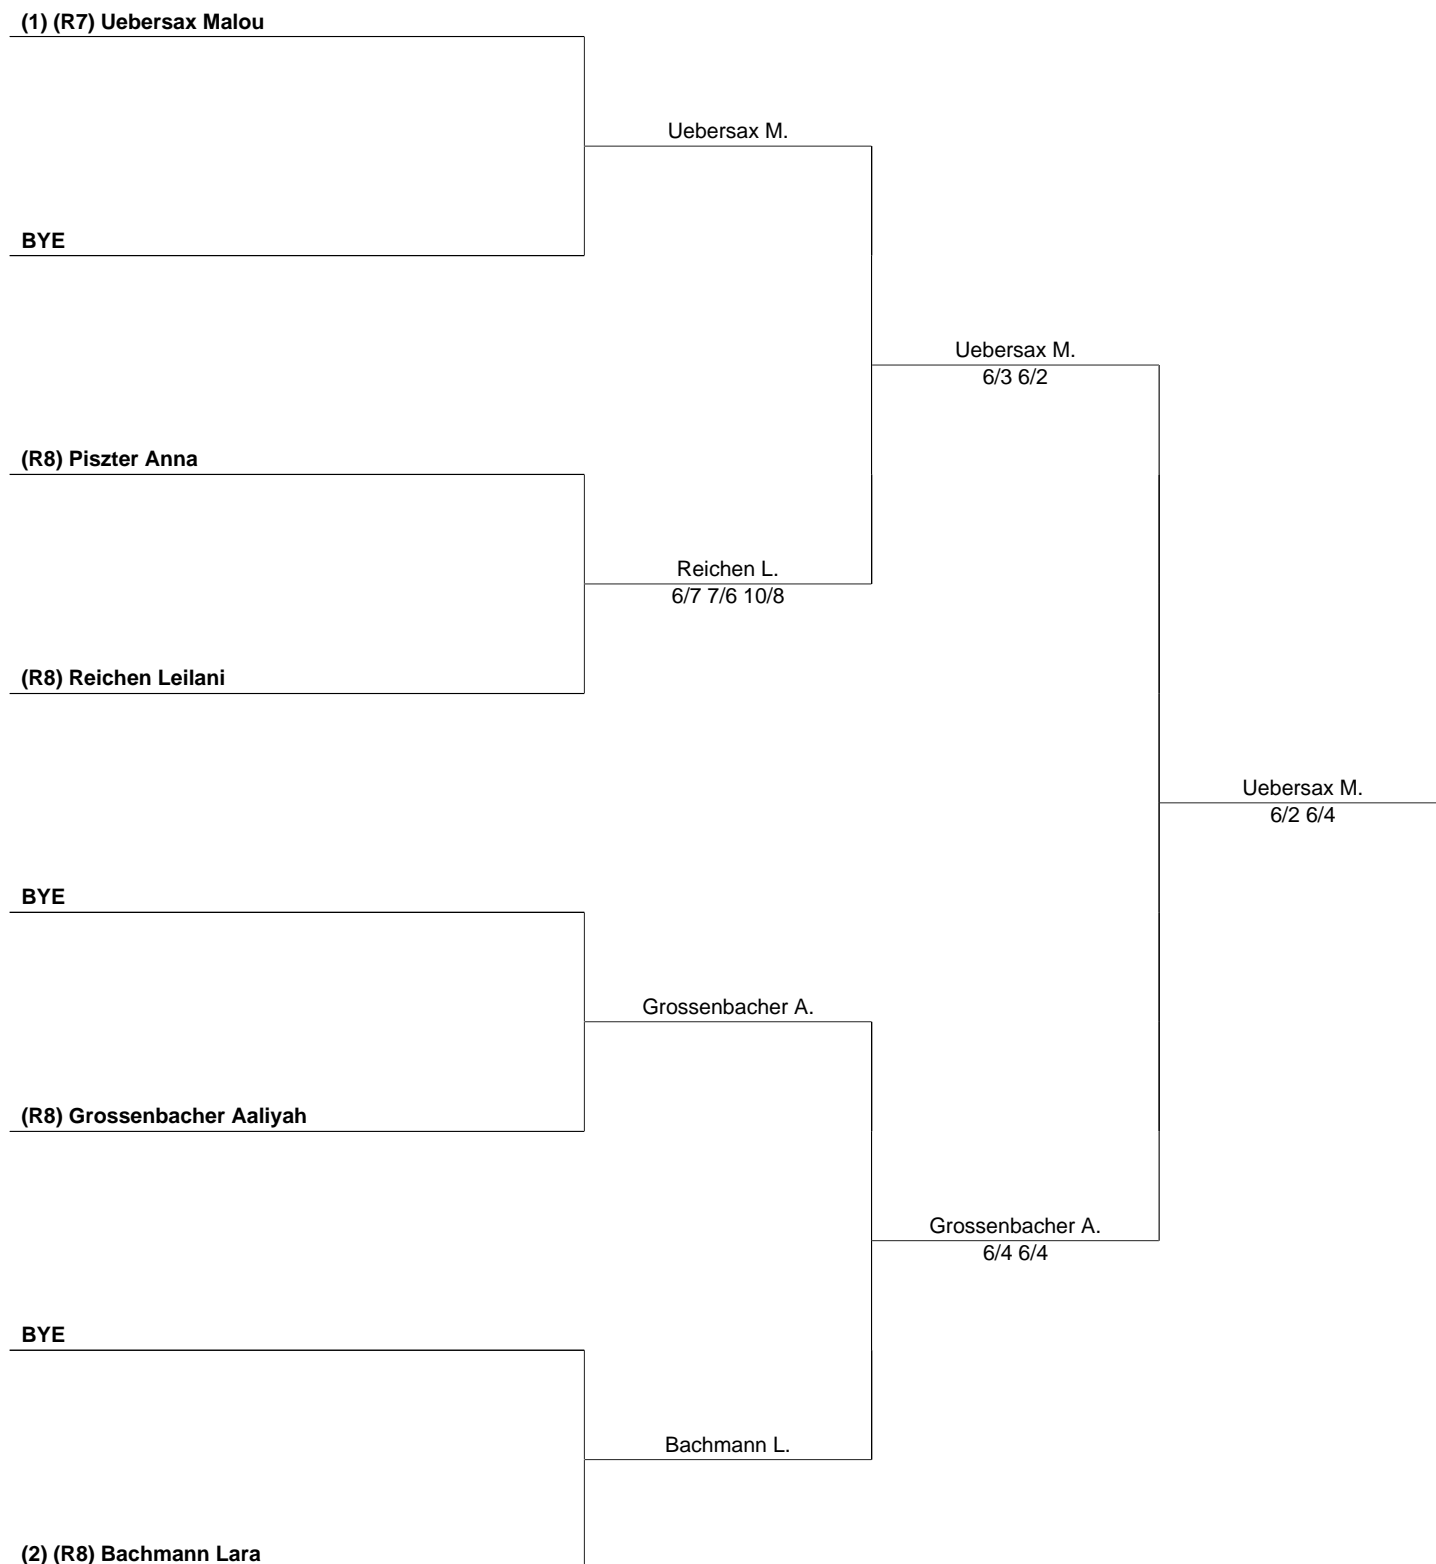 (1) (R7) Uebersax Malou
Uebersax M.
BYE
Uebersax M.
6/3 6/2
(R8) Piszter Anna
Reichen L.
6/7 7/6 10/8
(R8) Reichen Leilani
Uebersax M.
6/2 6/4
BYE
Grossenbacher A.
(R8) Grossenbacher Aaliyah
Grossenbacher A.
6/4 6/4
BYE
Bachmann L.
(2) (R8) Bachmann Lara